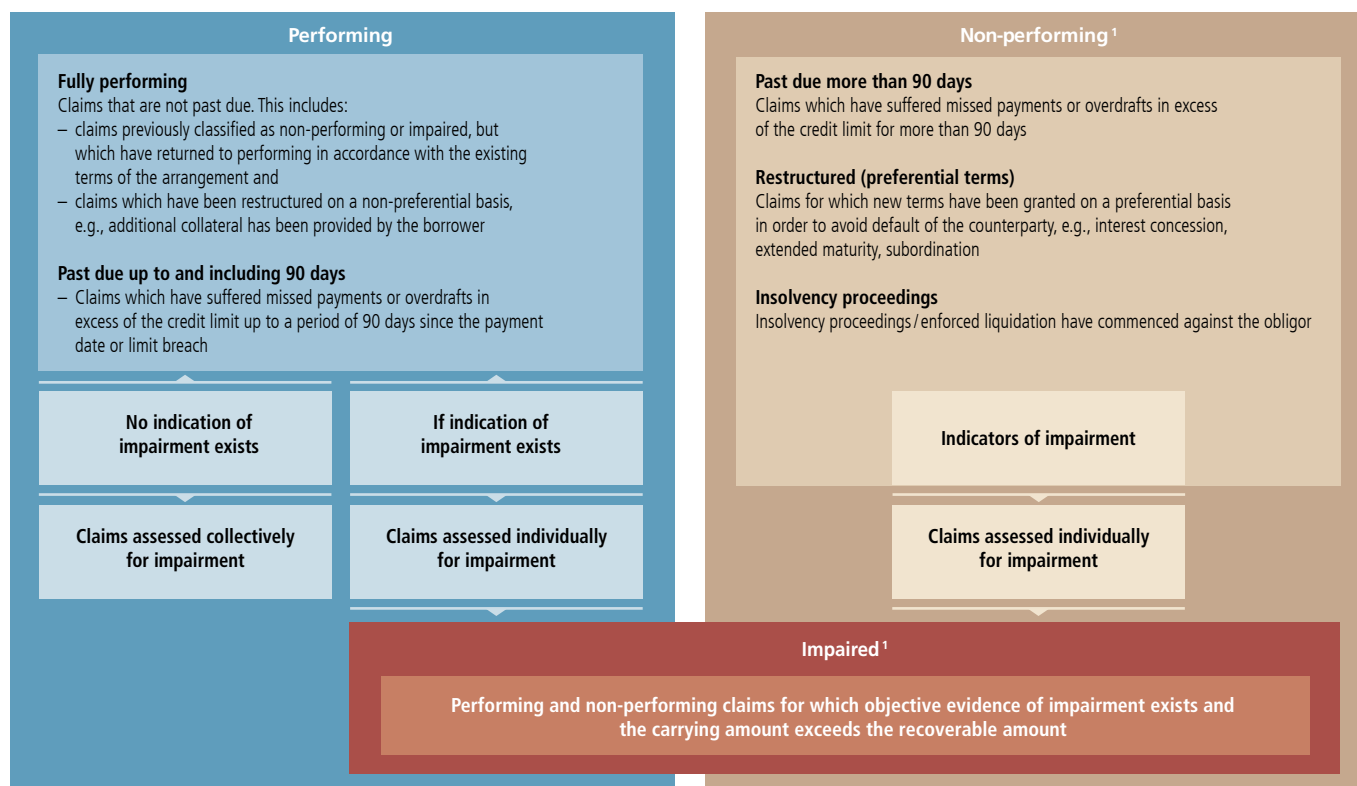 Performing
Fully performing
Claims that are not past due. This includes:
– claims previously classified as non-performing or impaired, but
which have returned to performing in accordance with the existing
terms of the arrangement and
– claims which have been restructured on a non-preferential basis,
e.g., additional collateral has been provided by the borrower
Past due up to and including 90 days
– Claims which have suffered missed payments or overdrafts in
excess of the credit limit up to a period of 90 days since the payment
date or limit breach
No indication of
impairment exists
If indication of
impairment exists
Claims assessed collectively
for impairment
Claims assessed individually
for impairment
Non-performing 1
Past due more than 90 days
Claims which have suffered missed payments or overdrafts in excess
of the credit limit for more than 90 days
Restructured (preferential terms)
Claims for which new terms have been granted on a preferential basis
in order to avoid default of the counterparty, e.g., interest concession,
extended maturity, subordination
Insolvency proceedings
Insolvency proceedings / enforced liquidation have commenced against the obligor
Indicators of impairment
Claims assessed individually
for impairment
Impaired 1
Performing and non-performing claims for which objective evidence of impairment exists and
the carrying amount exceeds the recoverable amount